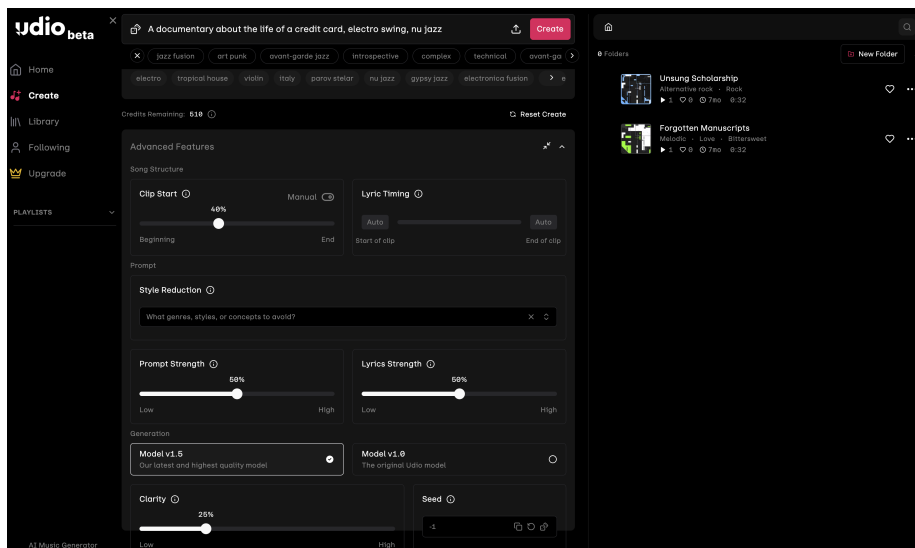 udio beta
Home
Create
Library
Following
Upgrade
PLAYLISTS
AI Music Generator
A documentary about the life of a credit card, electro swing, nu jazz
Create
jazz fusion art punk avant-garde jazz introspective complex technical avant-ga
electro tropical house violin italy parov stelar nu jazz gypsy jazz electronica fusion e
Credits Remaining: 510
Reset Create
Advanced Features
Song Structure
Clip Start
Manual
40%
Beginning End
Lyric Timing
Auto Auto
Start of clip End of clip
Prompt
Style Reduction
What genres, styles, or concepts to avoid?
Prompt Strength
50%
Low High
Lyrics Strength
50%
Low High
Generation
Model v1.5
Our latest and highest quality model
Model v1.0
The original Udio model
Clarity
25%
Low High
Seed
-1
0 Folders
New Folder
Unsung Scholarship
Alternative rock · Rock
1 0 7mo 0:32
Forgotten Manuscripts
Melodic · Love · Bittersweet
1 0 7mo 0:32